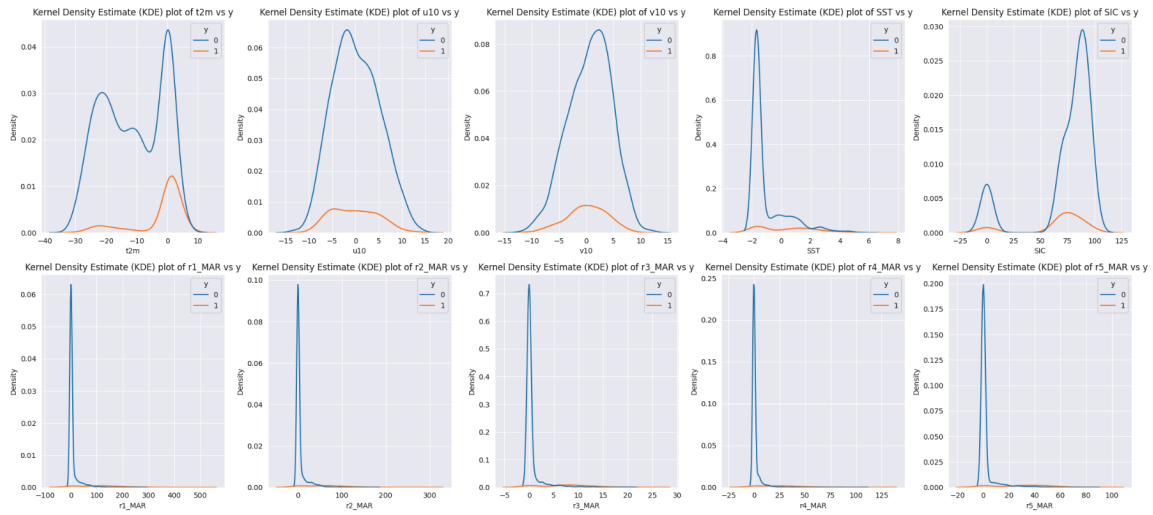 Kernel Density Estimate (KDE) plot of t2m vs y
Kernel Density Estimate (KDE) plot of u10 vs y
Kernel Density Estimate (KDE) plot of v10 vs y
Kernel Density Estimate (KDE) plot of SST vs y
Kernel Density Estimate (KDE) plot of SIC vs y
y
0
1
0.04
0.03
0.02
0.01
0.00
Density
−40 −30 −20 −10 0 10
t2m
y
0
1
0.06
0.05
0.04
0.03
0.02
0.01
0.00
Density
−15 −10 −5 0 5 10 15 20
u10
y
0
1
0.08
0.06
0.04
0.02
0.00
Density
−15 −10 −5 0 5 10 15
v10
y
0
1
0.8
0.6
0.4
0.2
0.0
Density
−4 −2 0 2 4 6 8
SST
y
0
1
0.030
0.025
0.020
0.015
0.010
0.005
0.000
Density
−25 0 25 50 75 100 125
SIC
Kernel Density Estimate (KDE) plot of r1_MAR vs y
Kernel Density Estimate (KDE) plot of r2_MAR vs y
Kernel Density Estimate (KDE) plot of r3_MAR vs y
Kernel Density Estimate (KDE) plot of r4_MAR vs y
Kernel Density Estimate (KDE) plot of r5_MAR vs y
y
0
1
0.06
0.05
0.04
0.03
0.02
0.01
0.00
Density
−100 0 100 200 300 400 500
r1_MAR
y
0
1
0.10
0.08
0.06
0.04
0.02
0.00
Density
0 100 200 300
r2_MAR
y
0
1
0.7
0.6
0.5
0.4
0.3
0.2
0.1
0.0
Density
−5 0 5 10 15 20 25 30
r3_MAR
y
0
1
0.25
0.20
0.15
0.10
0.05
0.00
Density
−25 0 25 50 75 100 125
r4_MAR
y
0
1
0.200
0.175
0.150
0.125
0.100
0.075
0.050
0.025
0.000
Density
−20 0 20 40 60 80 100
r5_MAR